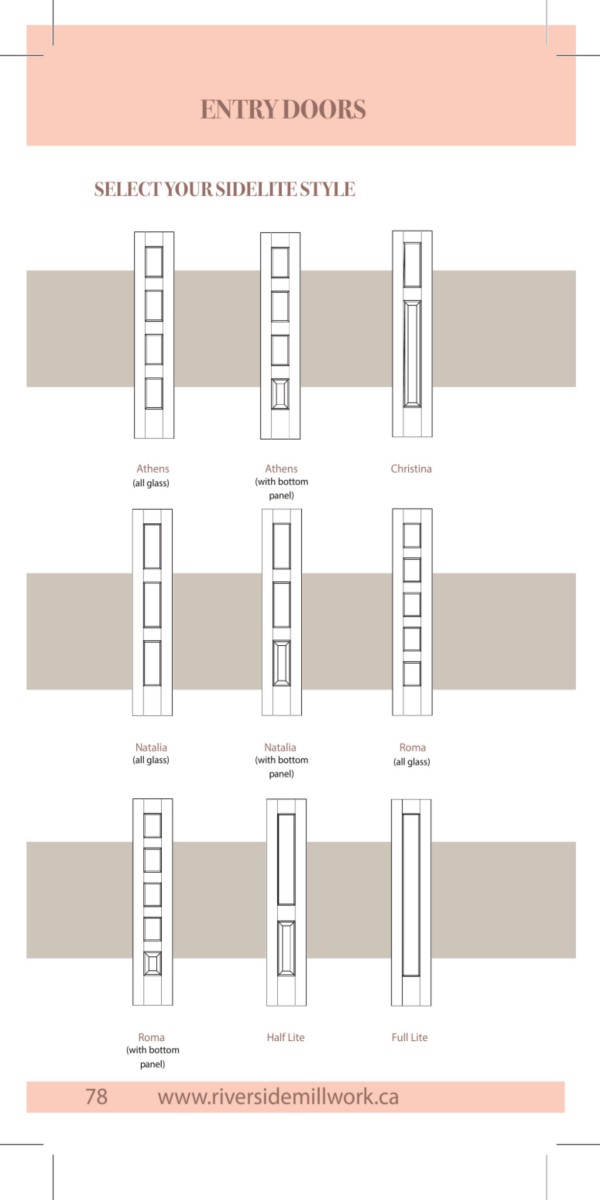 ENTRY DOORS
SELECT YOUR SIDELITE STYLE
Athens
(all glass)
Athens
(with bottom
panel)
Christina
Natalia
(all glass)
Natalia
(with bottom
panel)
Roma
(all glass)
Roma
(with bottom
panel)
Half Lite
Full Lite
78 www.riversidemillwork.ca